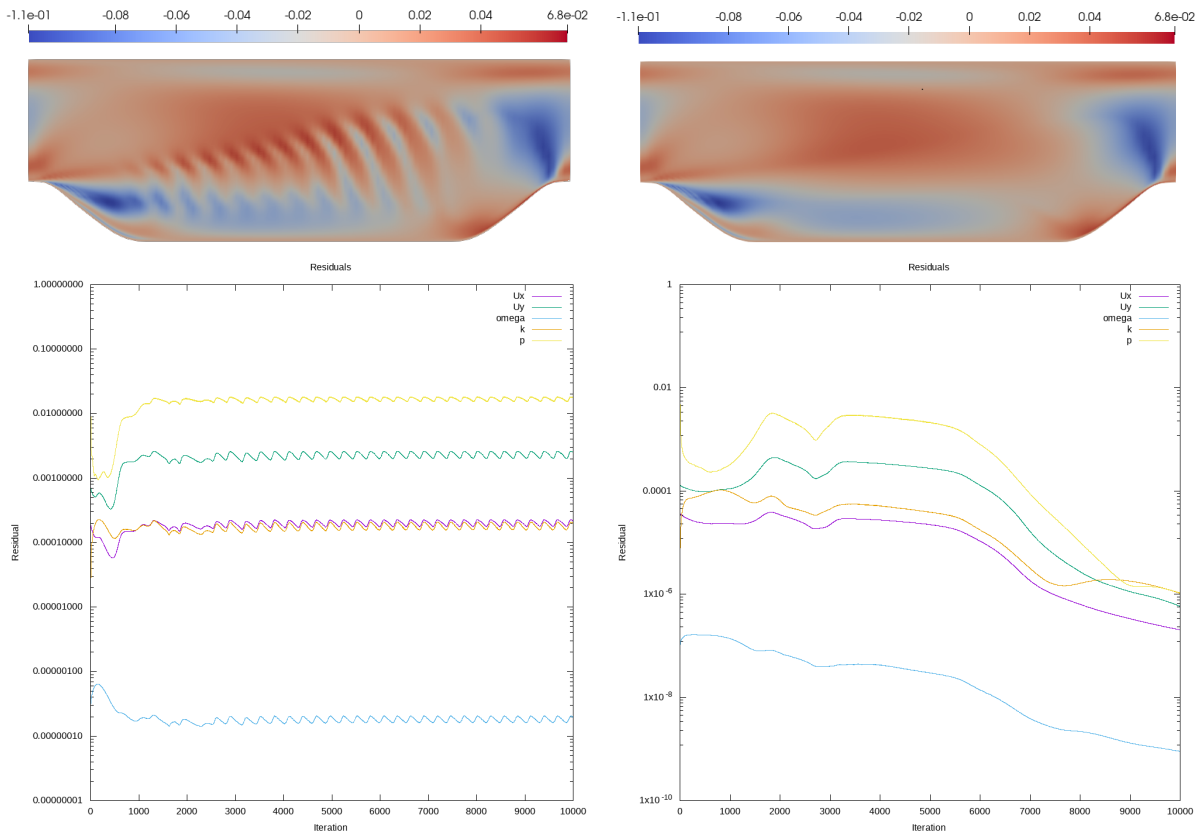 -1.1e-01 -0.08 -0.06 -0.04 -0.02 0 0.02 0.04 6.8e-02
-1.1e-01 -0.08 -0.06 -0.04 -0.02 0 0.02 0.04 6.8e-02
Residuals
1.00000000
0.10000000
0.01000000
0.00100000
0.00010000
0.00001000
0.00000100
0.00000010
0.00000001
Residual
Ux
Uy
omega
k
p
0 1000 2000 3000 4000 5000 6000 7000 8000 9000 10000
Iteration
Residuals
1
0.01
0.0001
1x10-6
1x10-8
1x10-10
Residual
Ux
Uy
omega
k
p
0 1000 2000 3000 4000 5000 6000 7000 8000 9000 10000
Iteration